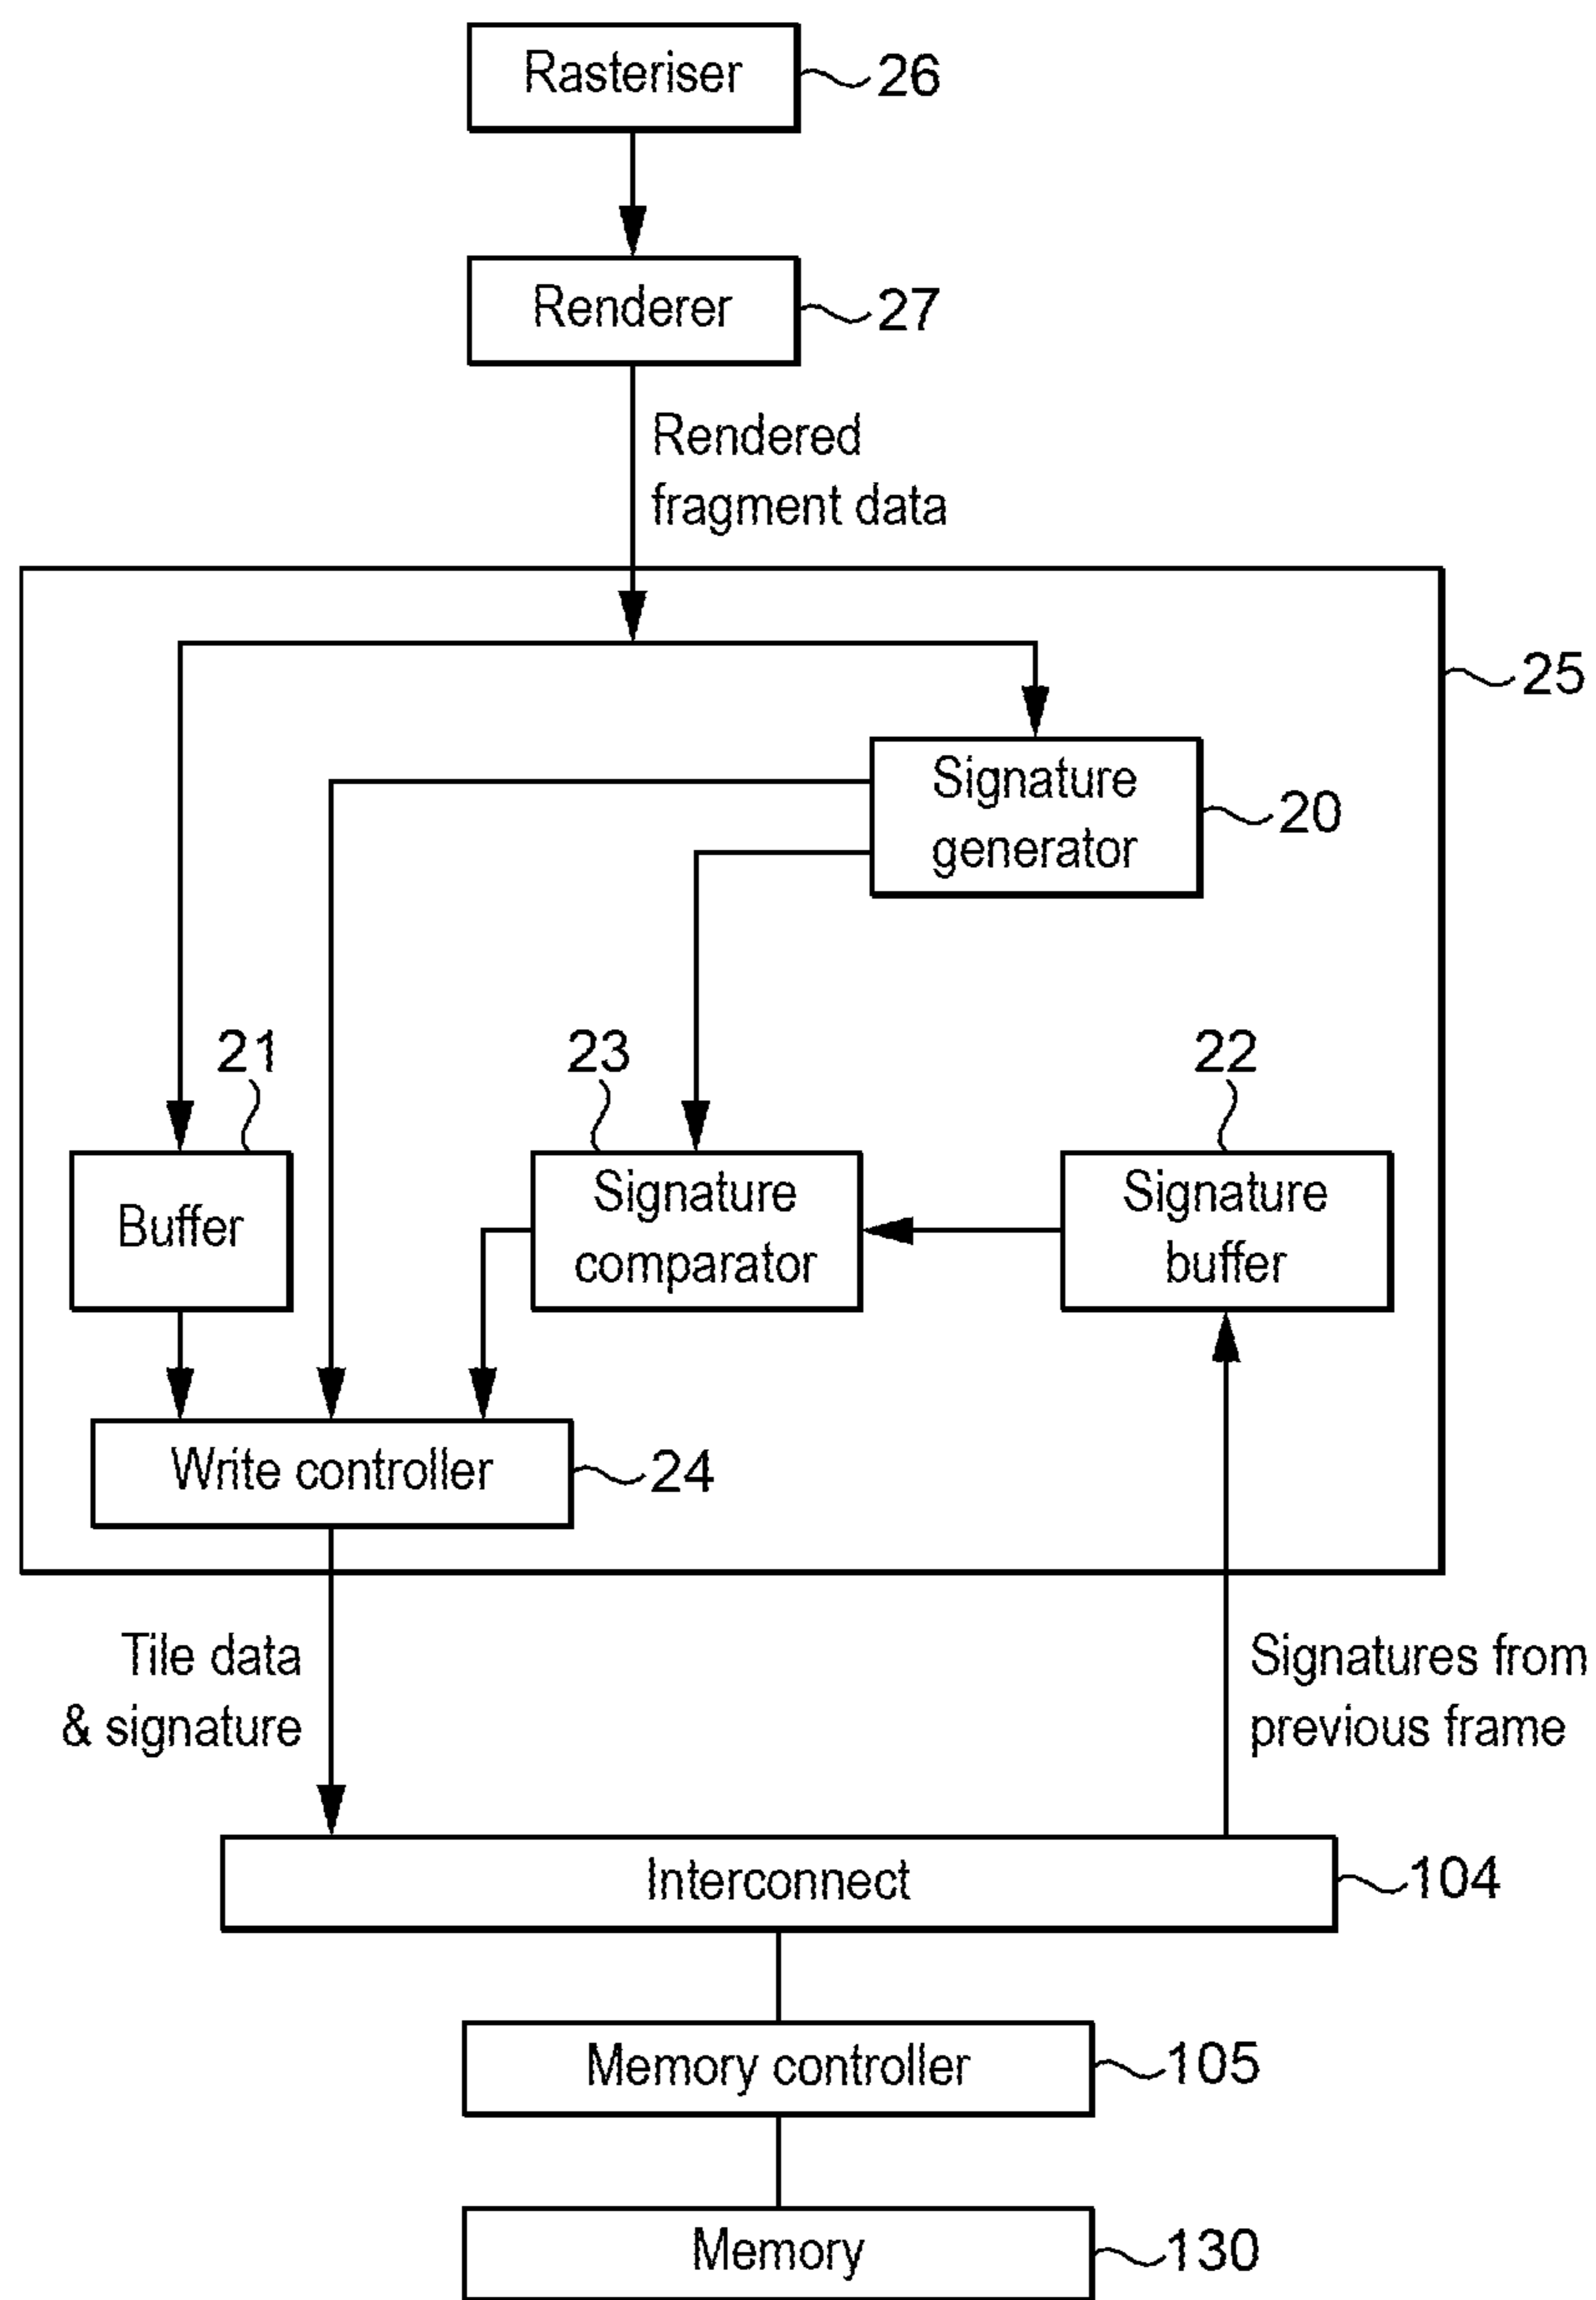 Rasteriser
26
Renderer
27
Rendered
fragment data
25
Signature
generator
20
21
23
22
Buffer
Signature
comparator
Signature
buffer
Write controller
24
Tile data
& signature
Signatures from
previous frame
Interconnect
104
Memory controller
105
Memory
130